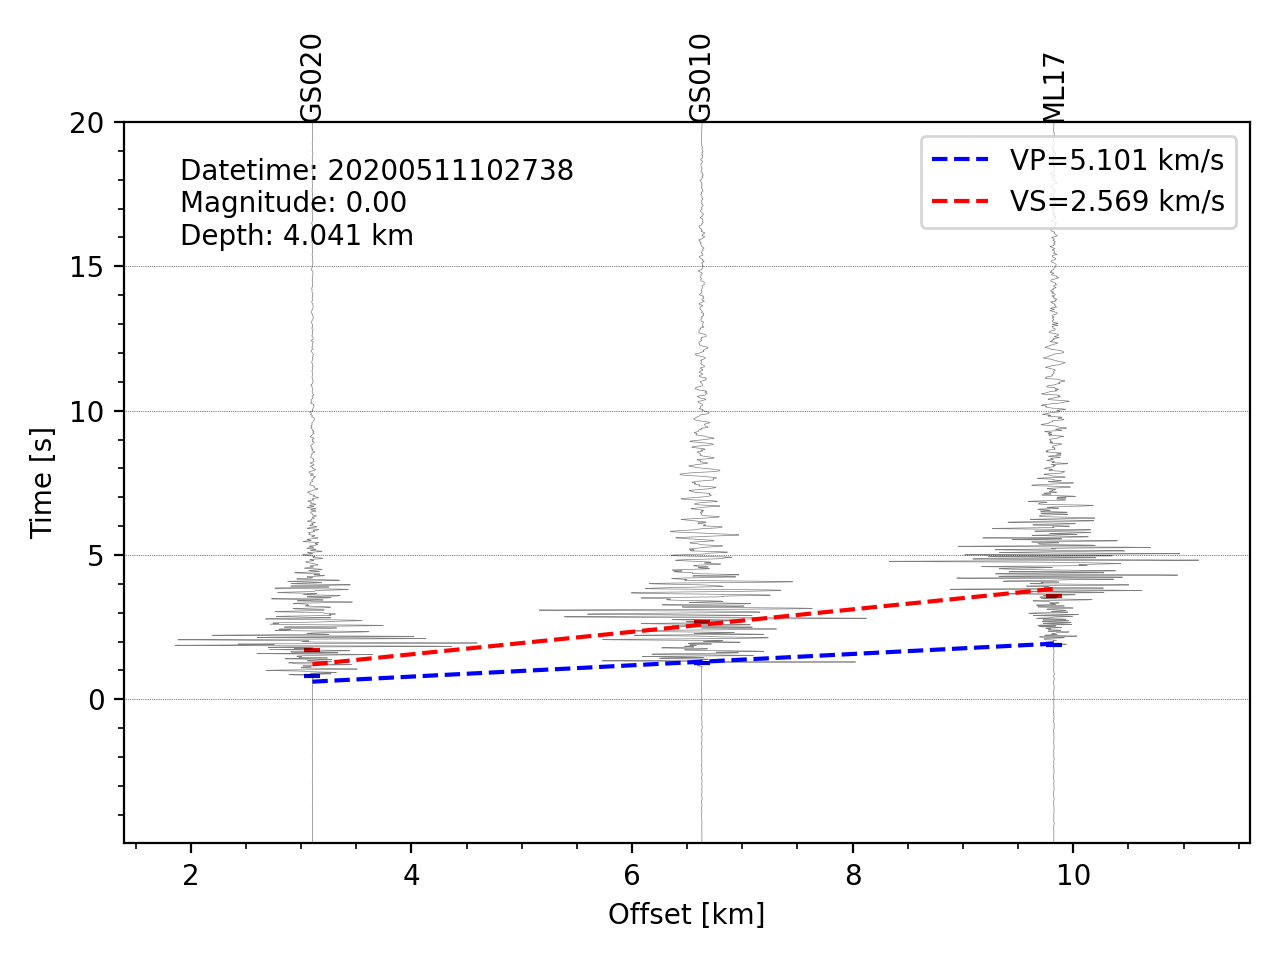 GS020
GS010
ML17
Datetime: 20200511102738
Magnitude: 0.00
Depth: 4.041 km
VP=5.101 km/s
VS=2.569 km/s
20
15
10
5
0
Time [s]
2
4
6
8
10
Offset [km]